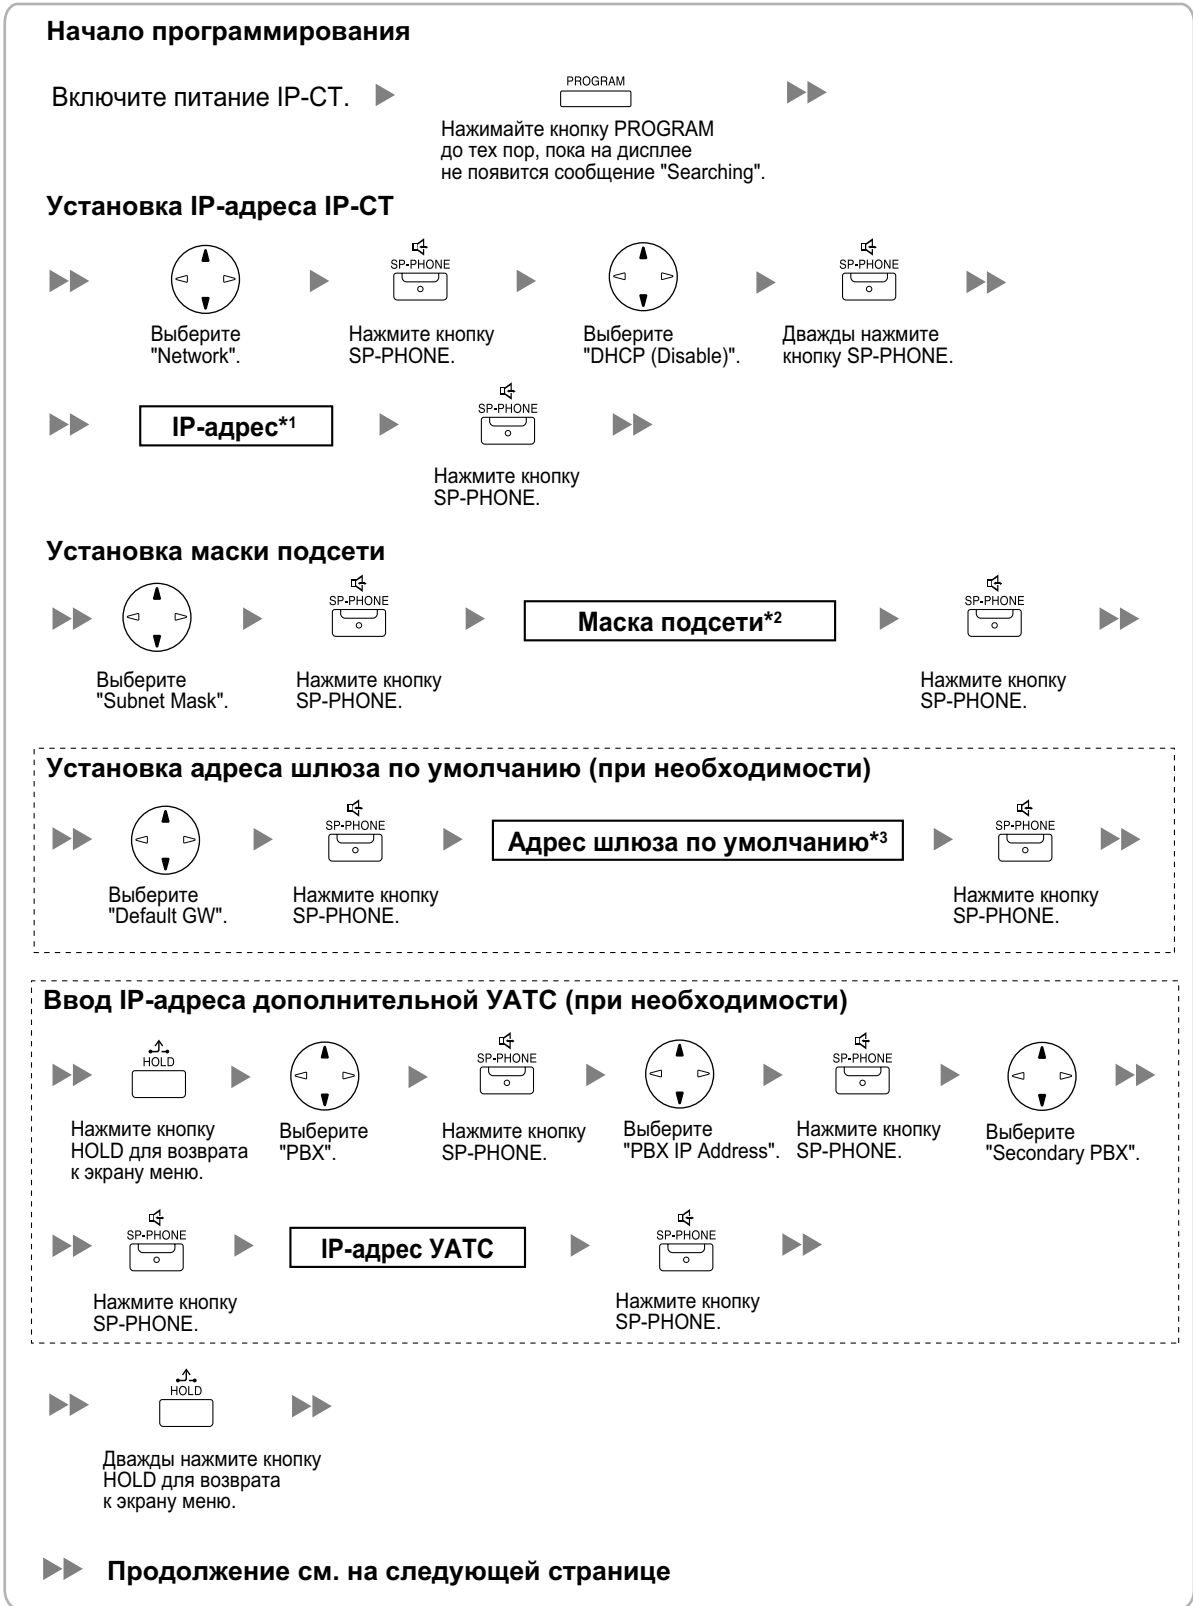 Начало программирования
Включите питание IP-СТ.
PROGRAM
Нажимайте кнопку PROGRAM
до тех пор, пока на дисплее
не появится сообщение "Searching".
Установка IP-адреса IP-СТ
SP-PHONE
SP-PHONE
Выберите
"Network".
Нажмите кнопку
SP-PHONE.
Выберите
"DHCP (Disable)".
Дважды нажмите
кнопку SP-PHONE.
IP-адрес*1
SP-PHONE
Нажмите кнопку
SP-PHONE.
Установка маски подсети
SP-PHONE
Маска подсети*2
SP-PHONE
Выберите
"Subnet Mask".
Нажмите кнопку
SP-PHONE.
Нажмите кнопку
SP-PHONE.
Установка адреса шлюза по умолчанию (при необходимости)
SP-PHONE
Адрес шлюза по умолчанию*3
SP-PHONE
Выберите
"Default GW".
Нажмите кнопку
SP-PHONE.
Нажмите кнопку
SP-PHONE.
Ввод IP-адреса дополнительной УАТС (при необходимости)
HOLD
SP-PHONE
SP-PHONE
Нажмите кнопку
HOLD для возврата
к экрану меню.
Выберите
"PBX".
Нажмите кнопку
SP-PHONE.
Выберите
"PBX IP Address".
Нажмите кнопку
SP-PHONE.
Выберите
"Secondary PBX".
SP-PHONE
IP-адрес УАТС
SP-PHONE
Нажмите кнопку
SP-PHONE.
Нажмите кнопку
SP-PHONE.
HOLD
Дважды нажмите кнопку
HOLD для возврата
к экрану меню.
Продолжение см. на следующей странице